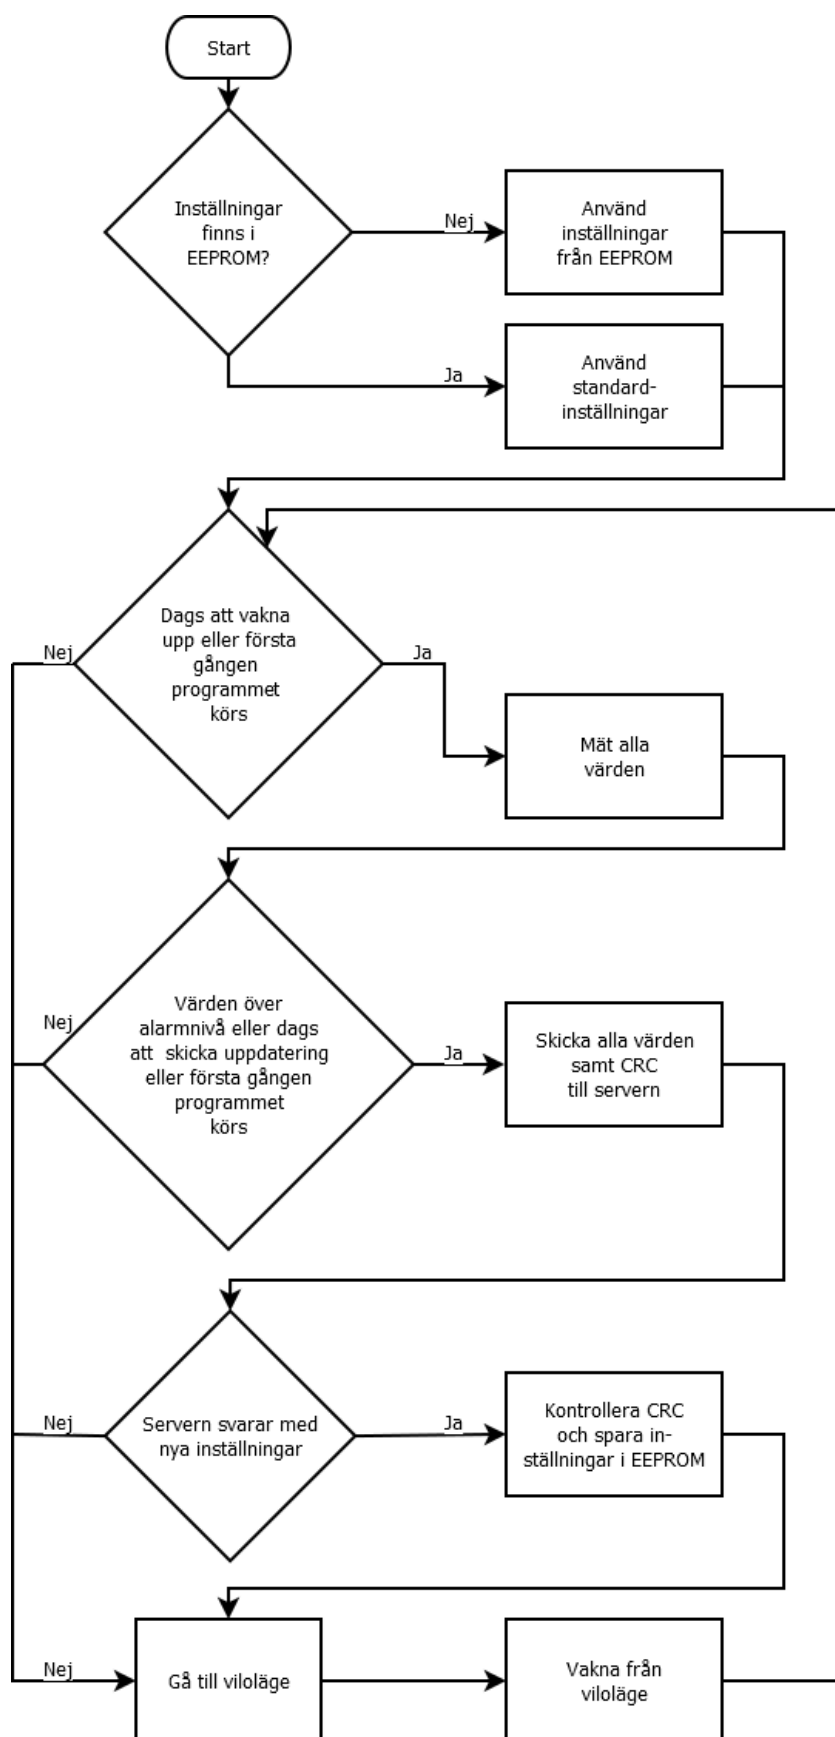 Start
Inställningar
finns i
EEPROM?
Nej
Använd
inställningar
från EEPROM
Ja
Använd
standard-
inställningar
Dags att vakna
upp eller första
gången
programmet
körs
Nej
Ja
Mät alla
värden
Värden över
alarmnivå eller dags
att skicka uppdatering
eller första gången
programmet
körs
Nej
Ja
Skicka alla värden
samt CRC
till servern
Servern svarar med
nya inställningar
Nej
Ja
Kontrollera CRC
och spara in-
ställningar i EEPROM
Nej
Gå till viloläge
Vakna från
viloläge